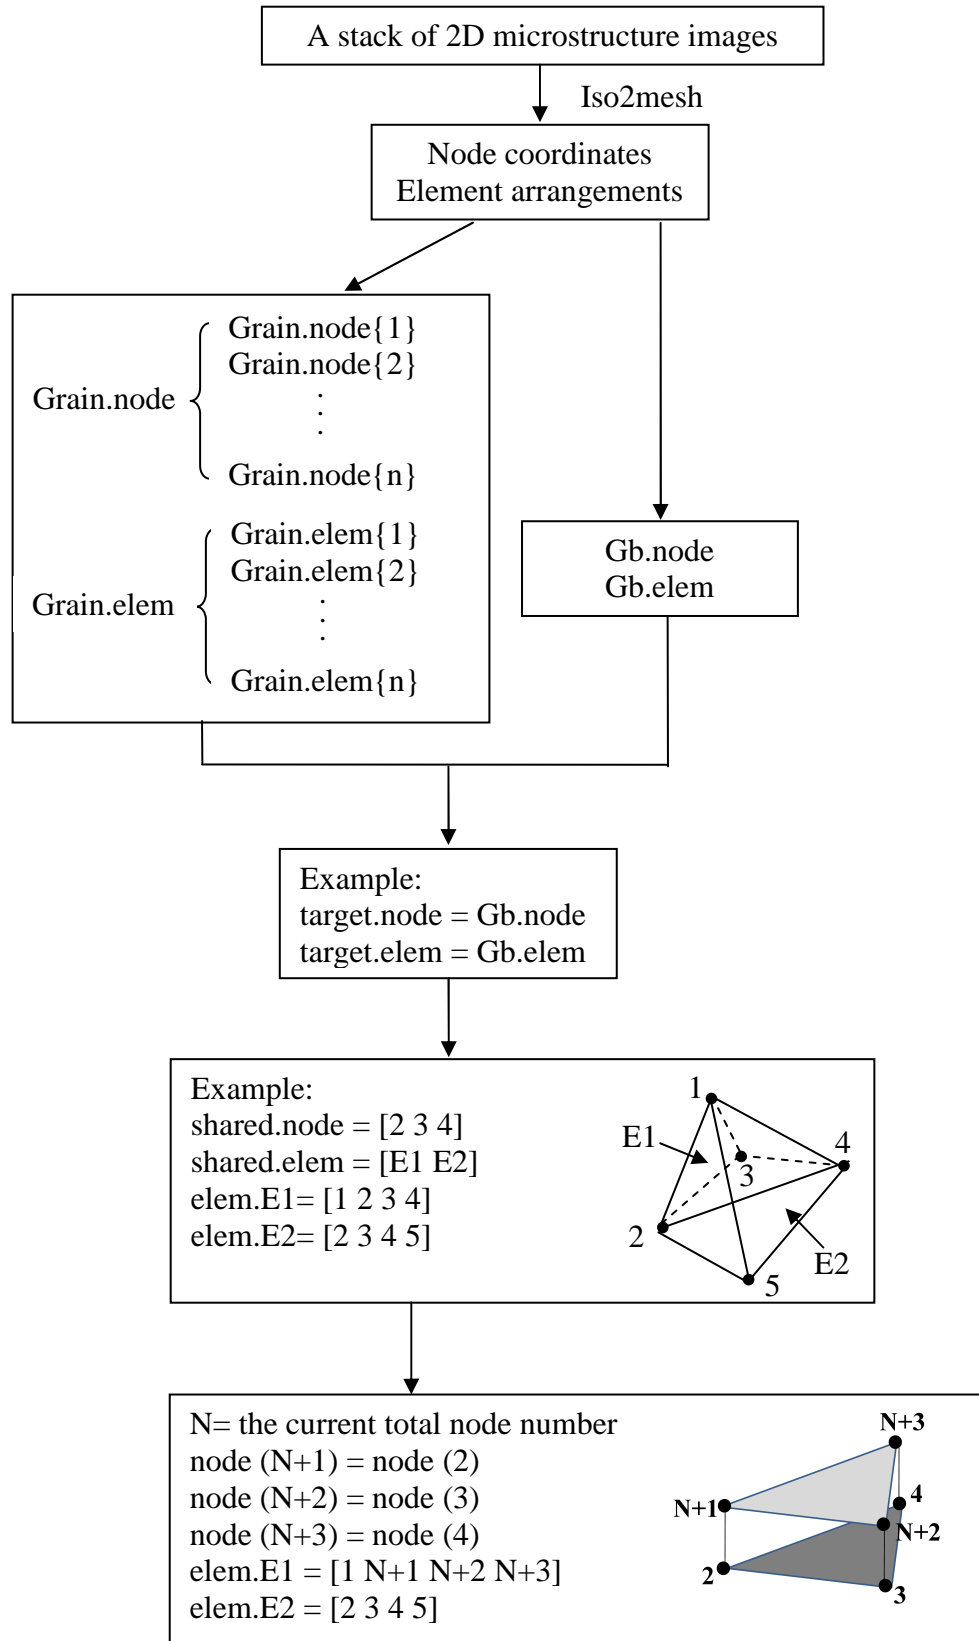 A stack of 2D microstructure images
Iso2mesh
Node coordinates
Element arrangements
Grain.node
Grain.node{1}
Grain.node{2}
Grain.node{n}
Grain.elem
Grain.elem{1}
Grain.elem{2}
Grain.elem{n}
Gb.node
Gb.elem
Example:
target.node = Gb.node
target.elem = Gb.elem
Example:
shared.node = [2 3 4]
shared.elem = [E1 E2]
elem.E1= [1 2 3 4]
elem.E2= [2 3 4 5]
1
E1
4
3
2
E2
5
N= the current total node number
node (N+1) = node (2)
node (N+2) = node (3)
node (N+3) = node (4)
elem.E1 = [1 N+1 N+2 N+3]
elem.E2 = [2 3 4 5]
N+3
4
N+1
N+2
2
3